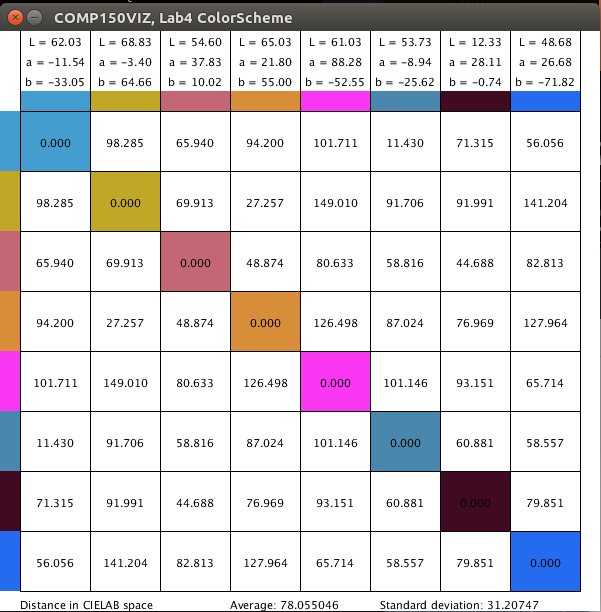 COMP150VIZ, Lab4 ColorScheme
L = 62.03 L = 68.83 L = 54.60 L = 65.03 L = 61.03 L = 53.73 L = 12.33 L = 48.68
a = −11.54 a = −3.40 a = 37.83 a = 21.80 a = 88.28 a = −8.94 a = 28.11 a = 26.68
b = −33.05 b = 64.66 b = 10.02 b = 55.00 b = −52.55 b = −25.62 b = −0.74 b = −71.82
0.000 98.285 65.940 94.200 101.711 11.430 71.315 56.056
98.285 0.000 69.913 27.257 149.010 91.706 91.991 141.204
65.940 69.913 0.000 48.874 80.633 58.816 44.688 82.813
94.200 27.257 48.874 0.000 126.498 87.024 76.969 127.964
101.711 149.010 80.633 126.498 0.000 101.146 93.151 65.714
11.430 91.706 58.816 87.024 101.146 0.000 60.881 58.557
71.315 91.991 44.688 76.969 93.151 60.881 0.000 79.851
56.056 141.204 82.813 127.964 65.714 58.557 79.851 0.000
Distance in CIELAB space Average: 78.055046 Standard deviation: 31.20747